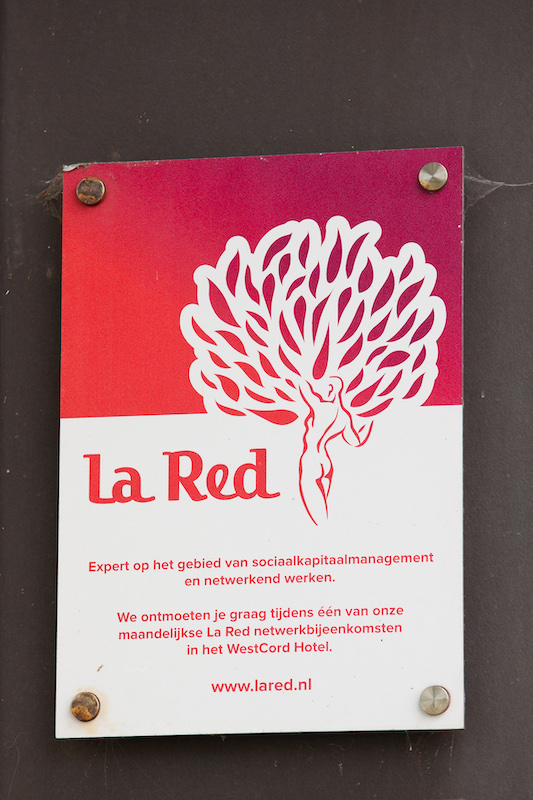 La Red
Expert op het gebied van sociaalkapitaalmanagement
en netwerkend werken.
We ontmoeten je graag tijdens één van onze
maandelijkse La Red netwerkbijeenkomsten
in het WestCord Hotel.
www.lared.nl